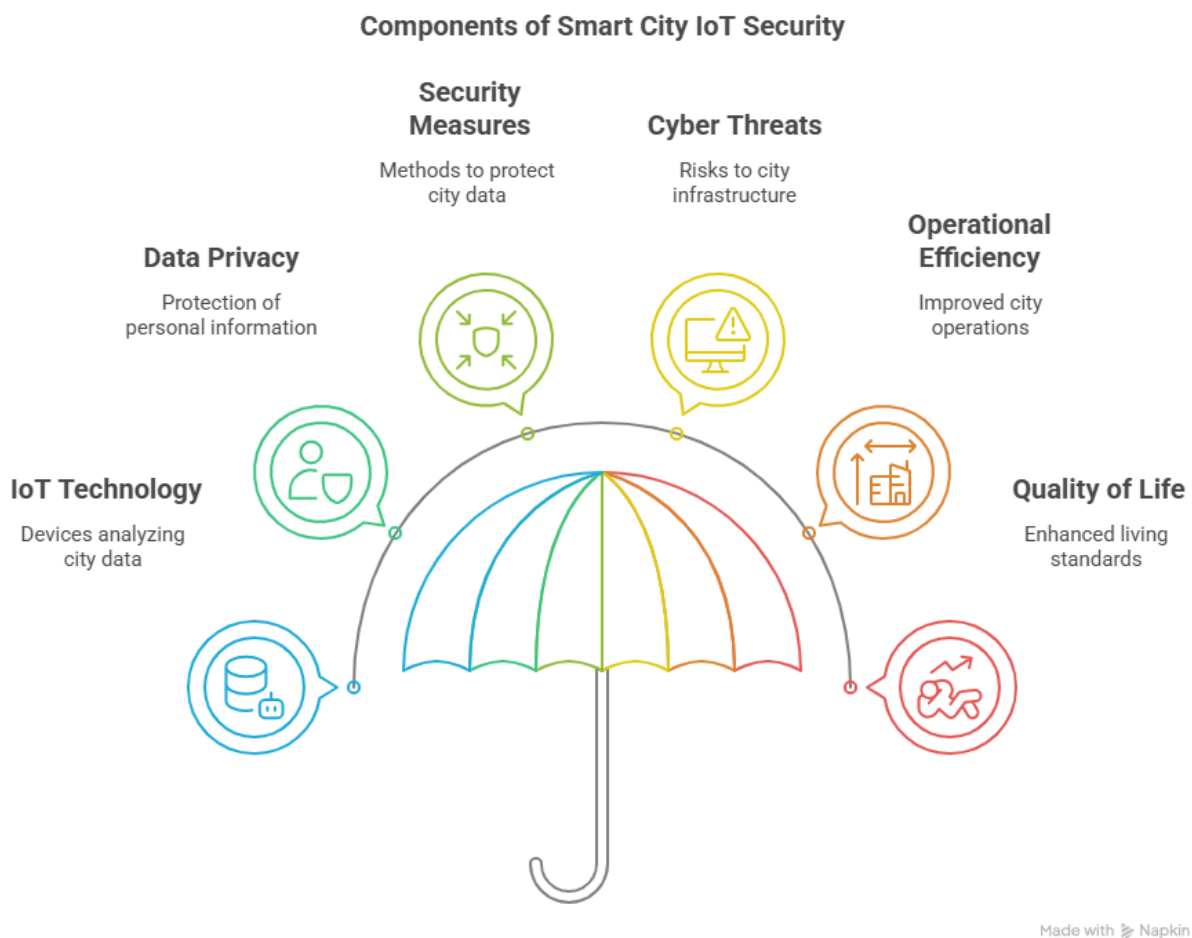 Components of Smart City IoT Security
Security
Measures
Methods to protect
city data
Cyber Threats
Risks to city
infrastructure
Data Privacy
Protection of
personal information
Operational
Efficiency
Improved city
operations
IoT Technology
Devices analyzing
city data
Quality of Life
Enhanced living
standards
Made with Napkin